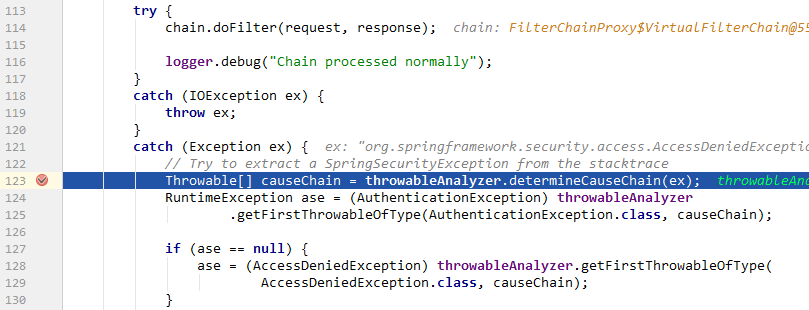 113 try {
114 chain.doFilter(request, response);  chain: FilterChainProxy$VirtualFilterChain@55
115
116 logger.debug("Chain processed normally");
117 }
118 catch (IOException ex) {
119 throw ex;
120 }
121 catch (Exception ex) {  ex: "org.springframework.security.access.AccessDeniedExceptio
122 // Try to extract a SpringSecurityException from the stacktrace
123 Throwable[] causeChain = throwableAnalyzer.determineCauseChain(ex);  throwableAna
124 RuntimeException ase = (AuthenticationException) throwableAnalyzer
125 .getFirstThrowableOfType(AuthenticationException.class, causeChain);
126
127 if (ase == null) {
128 ase = (AccessDeniedException) throwableAnalyzer.getFirstThrowableOfType(
129 AccessDeniedException.class, causeChain);
130 }